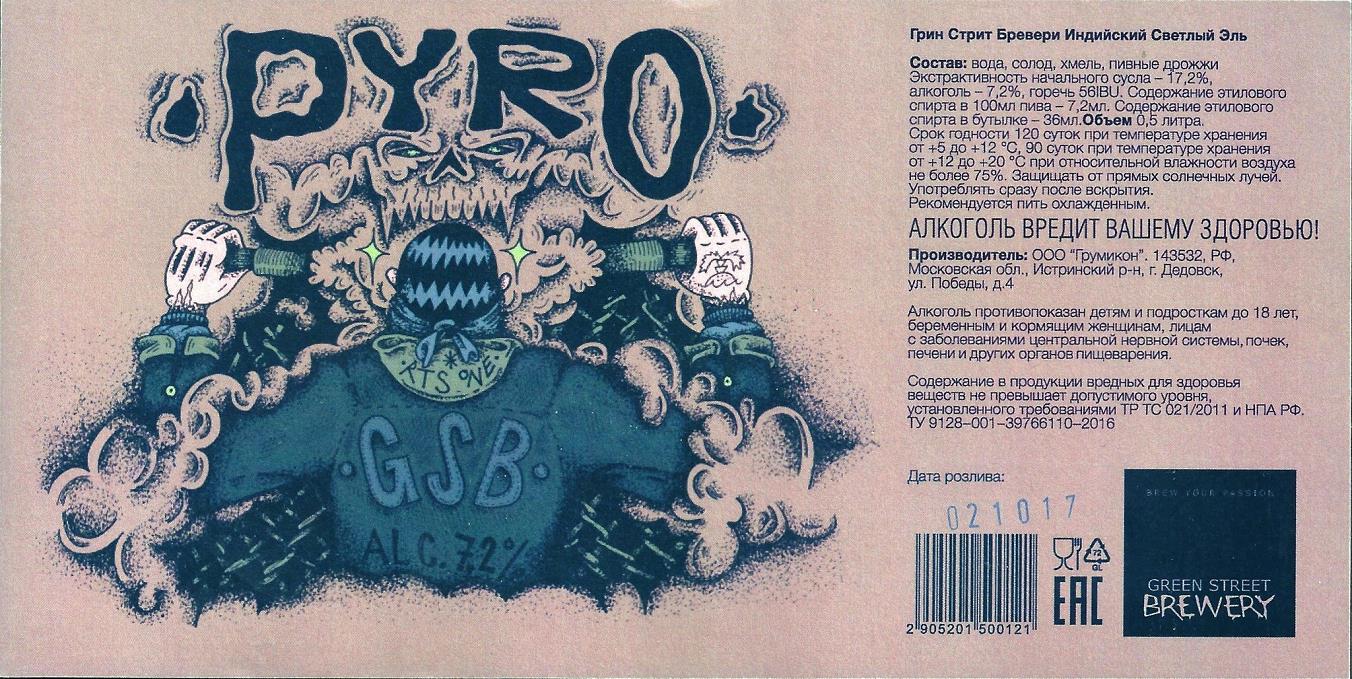 PYRO
*
RTS ONE.
·GSB·
ALC. 7.2%
Грин Стрит Бревери Индийский Светлый Эль
Состав: вода, солод, хмель, пивные дрожжи
Экстрактивность начального сусла – 17,2%,
алкоголь – 7,2%, горечь 56IBU. Содержание этилового
спирта в 100мл пива – 7,2мл. Содержание этилового
спирта в бутылке – 36мл.Объем 0,5 литра.
Срок годности 120 суток при температуре хранения
от +5 до +12 °С, 90 суток при температуре хранения
от +12 до +20 °С при относительной влажности воздуха
не более 75%. Защищать от прямых солнечных лучей.
Употреблять сразу после вскрытия.
Рекомендуется пить охлажденным.
АЛКОГОЛЬ ВРЕДИТ ВАШЕМУ ЗДОРОВЬЮ!
Производитель: ООО "Грумикон". 143532, РФ,
Московская обл., Истринский р-н, г. Дедовск,
ул. Победы, д.4
Алкоголь противопоказан детям и подросткам до 18 лет,
беременным и кормящим женщинам, лицам
с заболеваниями центральной нервной системы, почек,
печени и других органов пищеварения.
Содержание в продукции вредных для здоровья
веществ не превышает допустимого уровня,
установленного требованиями ТР ТС 021/2011 и НПА РФ.
ТУ 9128–001–39766110–2016
Дата розлива:
021017
2 905201 500121
72
GL
EAC
BREW YOUR PASSION
GREEN STREET
BREWERY